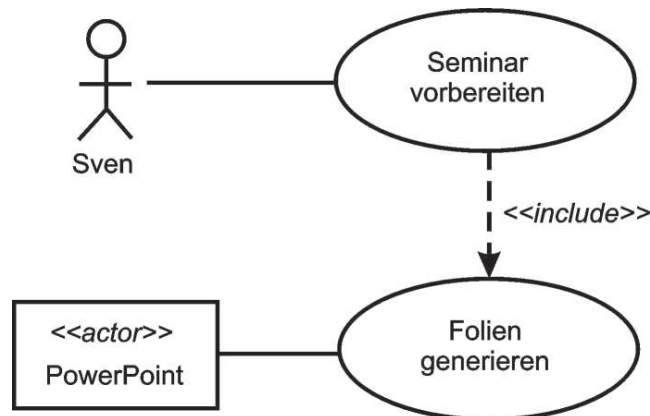 Seminar
vorbereiten
Sven
<<include>>
<<actor>>
PowerPoint
Folien
generieren